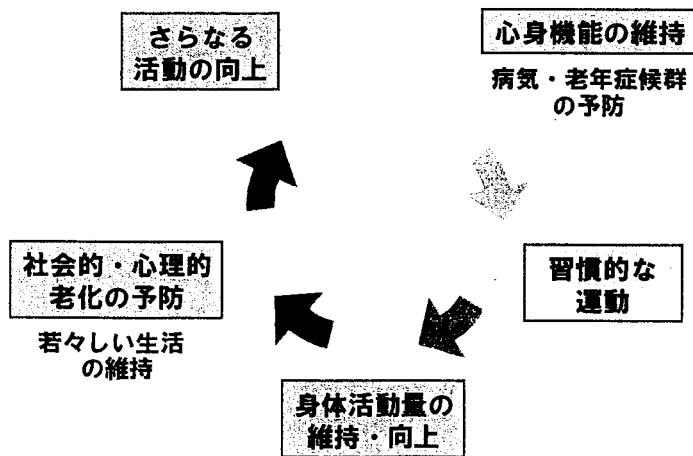 さらなる
活動の向上
心身機能の維持
病気・老年症候群
の予防
習慣的な
運動
身体活動量の
維持・向上
社会的・心理的
老化の予防
若々しい生活
の維持